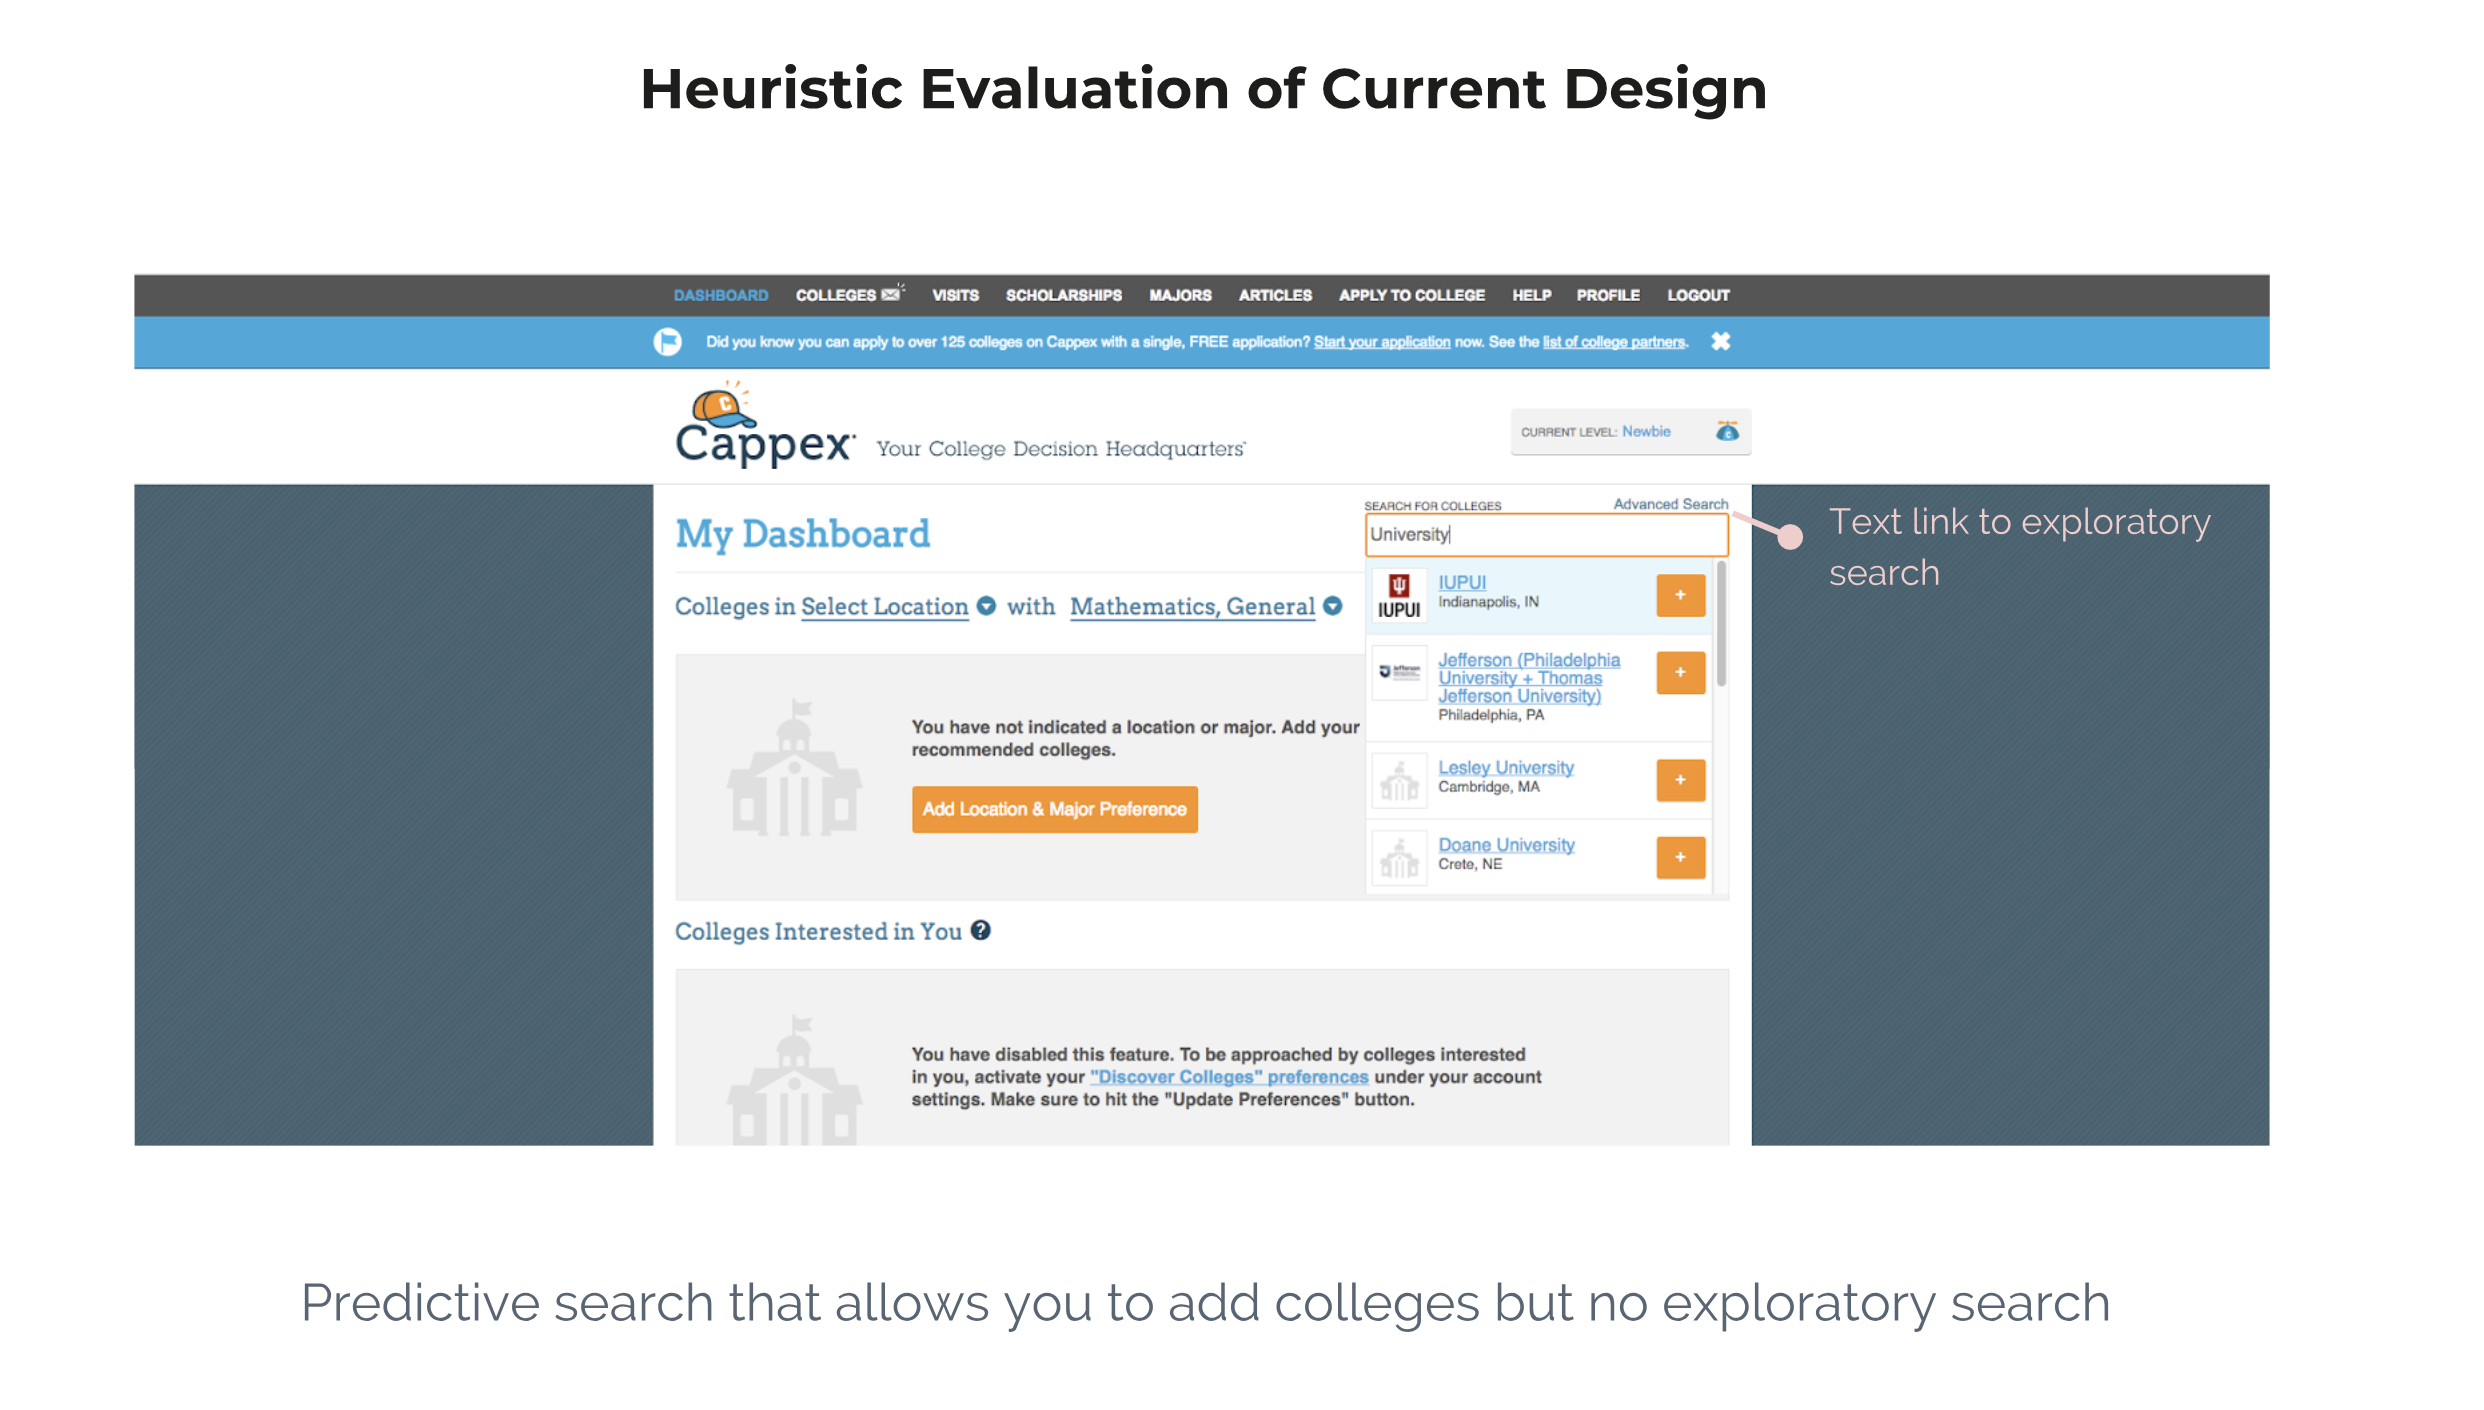 Heuristic Evaluation of Current Design
DASHBOARD COLLEGES VISITS SCHOLARSHIPS MAJORS ARTICLES APPLY TO COLLEGE HELP PROFILE LOGOUT
Did you know you can apply to over 125 colleges on Cappex with a single, FREE application? Start your application now. See the list of college partners.
C
Cappex Your College Decision Headquarters
CURRENT LEVEL: Newbie
C
SEARCH FOR COLLEGES Advanced Search
My Dashboard
University
Text link to exploratory
search
Colleges in Select Location with Mathematics, General
IUPUI
IUPUI
Indianapolis, IN
+
Jefferson
Jefferson (Philadelphia
University + Thomas
Jefferson University)
Philadelphia, PA
+
Lesley University
Cambridge, MA
+
Doane University
Crete, NE
+
You have not indicated a location or major. Add your
recommended colleges.
Add Location & Major Preference
Colleges Interested in You ?
You have disabled this feature. To be approached by colleges interested
in you, activate your "Discover Colleges" preferences under your account
settings. Make sure to hit the "Update Preferences" button.
Predictive search that allows you to add colleges but no exploratory search